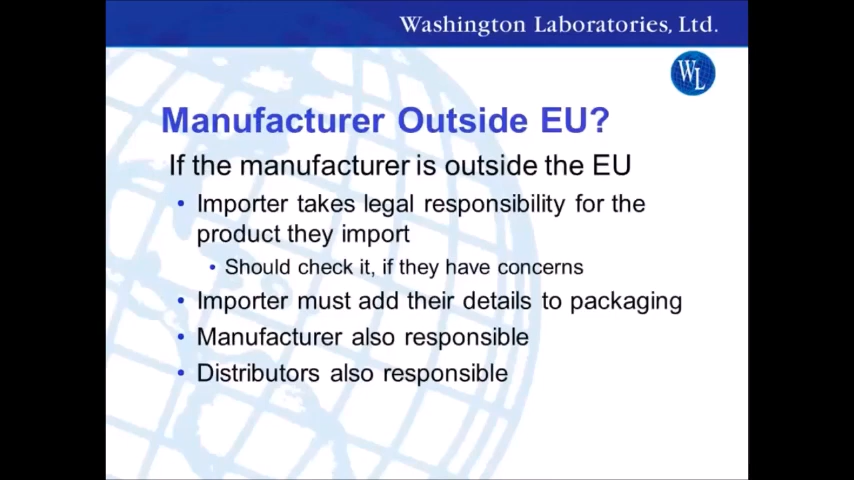 Washington Laboratories, Ltd.
WL
Manufacturer Outside EU?
If the manufacturer is outside the EU
• Importer takes legal responsibility for the
product they import
• Should check it, if they have concerns
• Importer must add their details to packaging
• Manufacturer also responsible
• Distributors also responsible